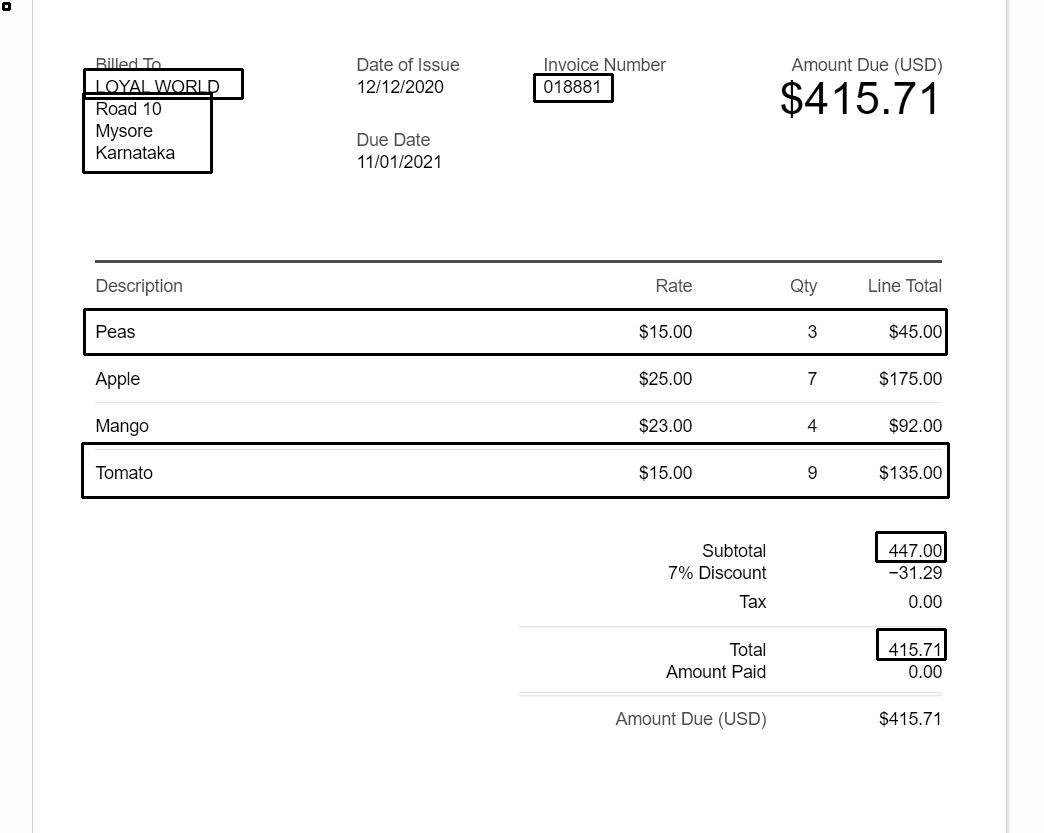 Billed To
LOYAL WORLD
Road 10
Mysore
Karnataka
Date of Issue
12/12/2020
Due Date
11/01/2021
Invoice Number
018881
Amount Due (USD)
$415.71
Description Rate Qty Line Total
Peas $15.00 3 $45.00
Apple $25.00 7 $175.00
Mango $23.00 4 $92.00
Tomato $15.00 9 $135.00
Subtotal 447.00
7% Discount −31.29
Tax 0.00
Total 415.71
Amount Paid 0.00
Amount Due (USD) $415.71